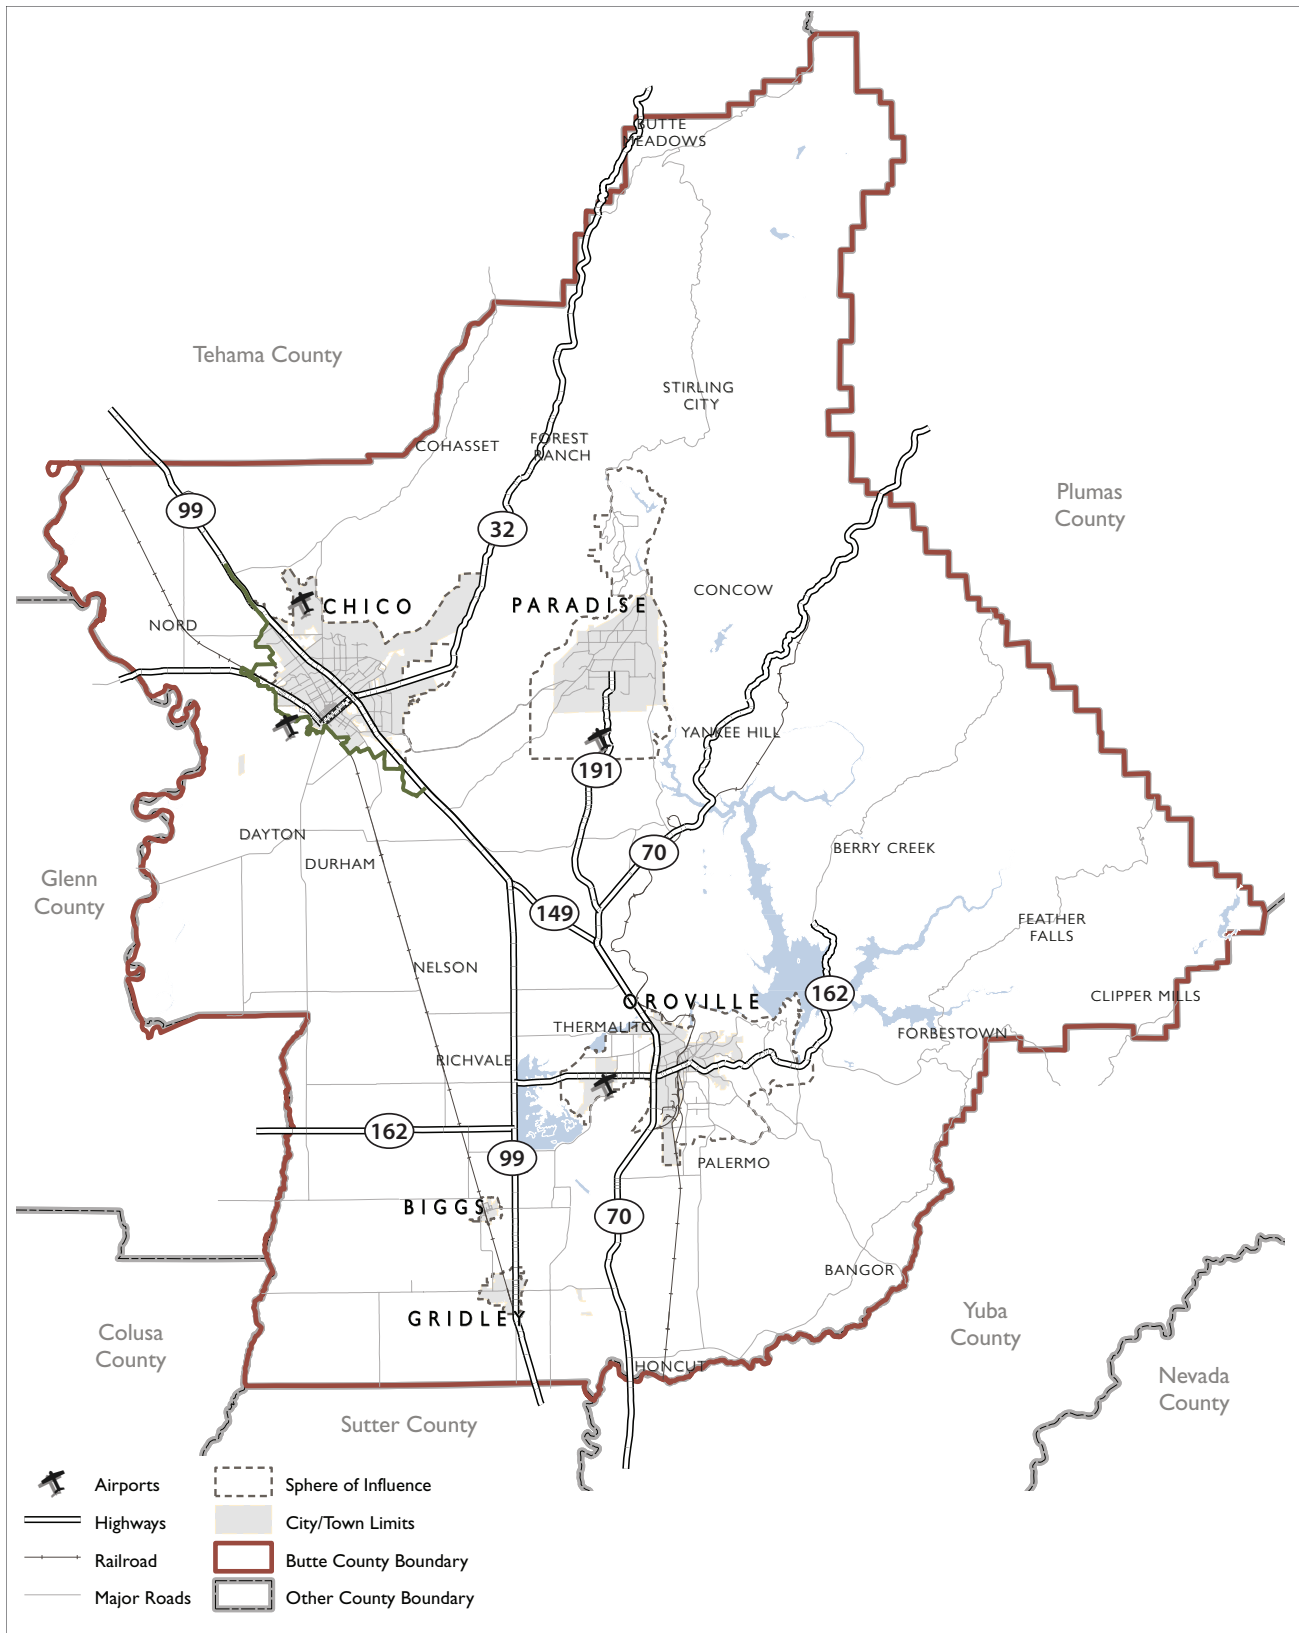 BUTTE
MEADOWS
Tehama County
STIRLING
CITY
COHASSET
FOREST
RANCH
99
32
Plumas
County
CHICO
PARADISE
CONCOW
NORD
YANKEE HILL
191
DAYTON
DURHAM
70
BERRY CREEK
Glenn
County
149
FEATHER
FALLS
NELSON
OROVILLE
162
CLIPPER MILLS
THERMALITO
FORBESTOWN
RICHVALE
162
99
PALERMO
BIGGS
70
BANGOR
GRIDLEY
Yuba
County
Colusa
County
HONCUT
Nevada
County
Sutter County
Airports
Sphere of Influence
Highways
City/Town Limits
Railroad
Butte County Boundary
Major Roads
Other County Boundary